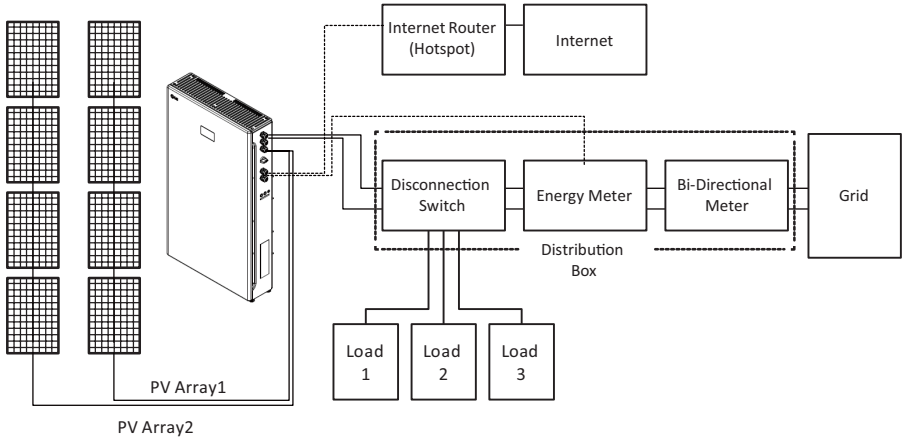 Internet Router
(Hotspot)
Internet
Disconnection
Switch
Energy Meter
Bi-Directional
Meter
Grid
Distribution
Box
Load
1
Load
2
Load
3
PV Array1
PV Array2